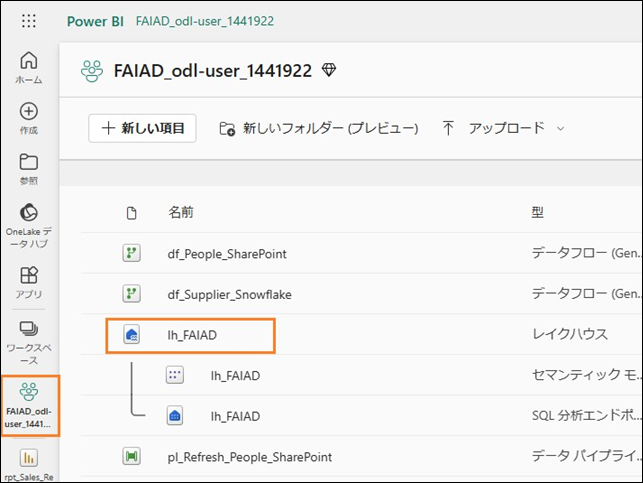 Power BI FAIAD_odl-user_1441922
ホーム
作成
参照
OneLake
データ ハブ
アプリ
ワークスペ
ース
FAIAD_odl-
user_1441...
rpt_Sales_Re
FAIAD_odl-user_1441922
新しい項目 新しいフォルダー (プレビュー) アップロード
名前 型
df_People_SharePoint データフロー (Gen...
df_Supplier_Snowflake データフロー (Gen...
lh_FAIAD レイクハウス
lh_FAIAD セマンティック モ...
lh_FAIAD SQL 分析エンドポ...
pl_Refresh_People_SharePoint データ パイプライ...